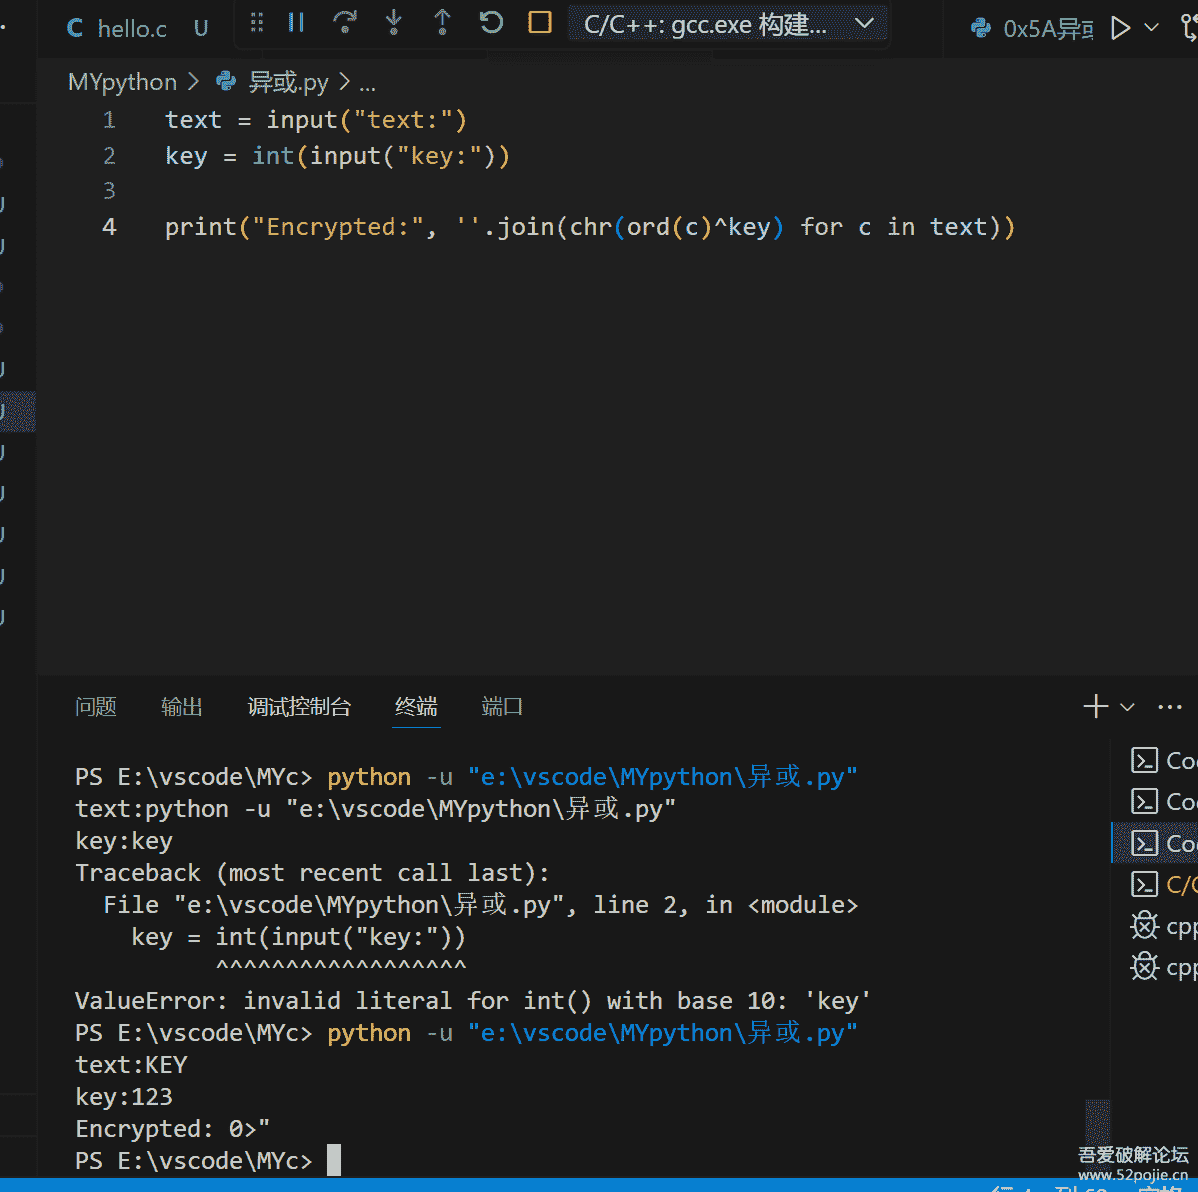 hello.c U
C/C++: gcc.exe 构建...
0x5A异或
MYpython > 异或.py > ...
1 text = input("text:")
2 key = int(input("key:"))
3
4 print("Encrypted:", ''.join(chr(ord(c)^key) for c in text))
问题 输出 调试控制台 终端 端口
PS E:\vscode\MYc> python -u "e:\vscode\MYpython\异或.py"
text:python -u "e:\vscode\MYpython\异或.py"
key:key
Traceback (most recent call last):
File "e:\vscode\MYpython\异或.py", line 2, in <module>
key = int(input("key:"))
^^^^^^^^^^^^^^^^^^
ValueError: invalid literal for int() with base 10: 'key'
PS E:\vscode\MYc> python -u "e:\vscode\MYpython\异或.py"
text:KEY
key:123
Encrypted: 0>"
PS E:\vscode\MYc>
吾爱破解论坛
www.52pojie.cn